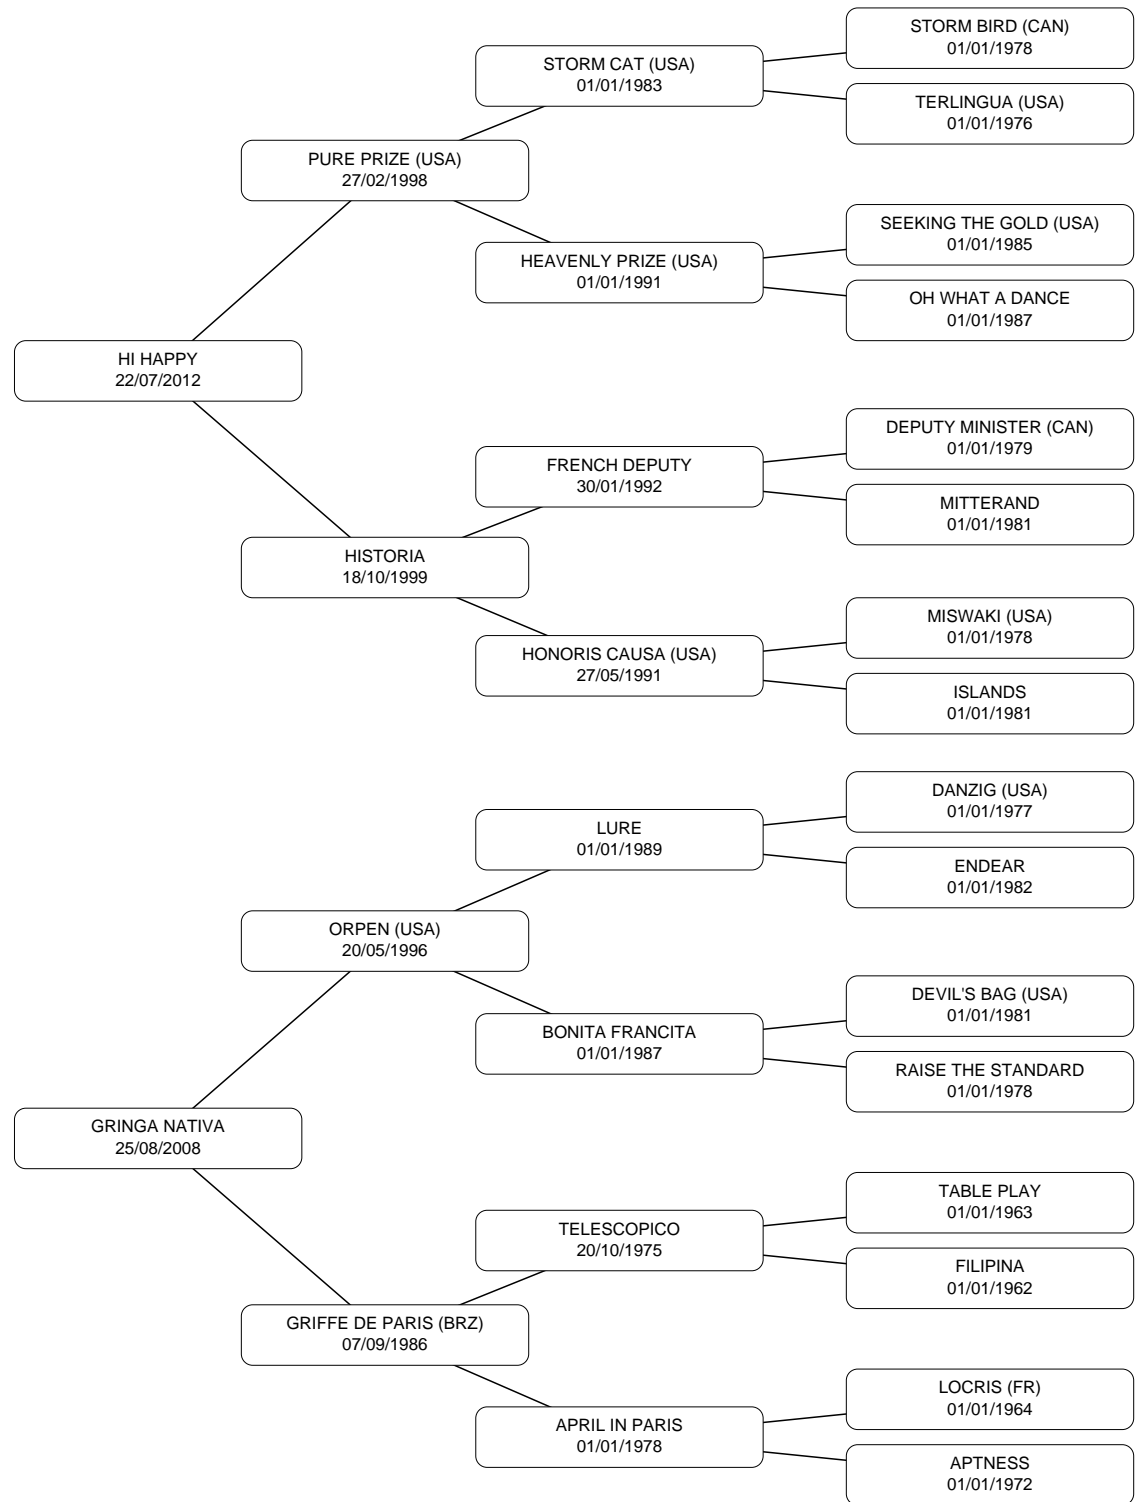 STORM BIRD (CAN)
01/01/1978
STORM CAT (USA)
01/01/1983
TERLINGUA (USA)
01/01/1976
PURE PRIZE (USA)
27/02/1998
SEEKING THE GOLD (USA)
01/01/1985
HEAVENLY PRIZE (USA)
01/01/1991
OH WHAT A DANCE
01/01/1987
HI HAPPY
22/07/2012
DEPUTY MINISTER (CAN)
01/01/1979
FRENCH DEPUTY
30/01/1992
MITTERAND
01/01/1981
HISTORIA
18/10/1999
MISWAKI (USA)
01/01/1978
HONORIS CAUSA (USA)
27/05/1991
ISLANDS
01/01/1981
DANZIG (USA)
01/01/1977
LURE
01/01/1989
ENDEAR
01/01/1982
ORPEN (USA)
20/05/1996
DEVIL'S BAG (USA)
01/01/1981
BONITA FRANCITA
01/01/1987
RAISE THE STANDARD
01/01/1978
GRINGA NATIVA
25/08/2008
TABLE PLAY
01/01/1963
TELESCOPICO
20/10/1975
FILIPINA
01/01/1962
GRIFFE DE PARIS (BRZ)
07/09/1986
LOCRIS (FR)
01/01/1964
APRIL IN PARIS
01/01/1978
APTNESS
01/01/1972